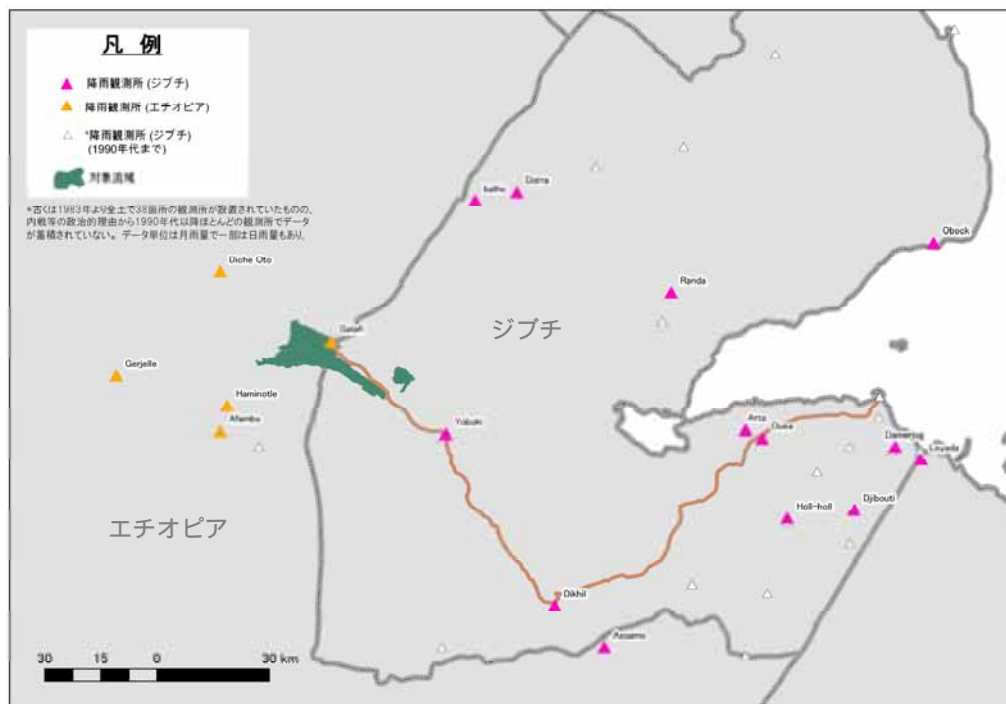 凡 例
降雨観測所 (ジブチ)
降雨観測所 (エチオピア)
*降雨観測所 (ジブチ)
(1990年代まで)
対象流域
*古くは1983年より全土で38箇所の観測所が設置されていたものの、
内戦等の政治的理由から1990年代以降ほとんどの観測所でデータ
が蓄積されていない。データ単位は月雨量で一部は日雨量もあり。
balho
Dorra
Obock
Diche Oto
Randa
ジブチ
Galafi
Gerjelle
Haminotle
Afambo
Yoboki
Arta
Damerjog
Loyada
エチオピア
Holl-holl
Djibouti
Dikhil
30 15 0 30 km